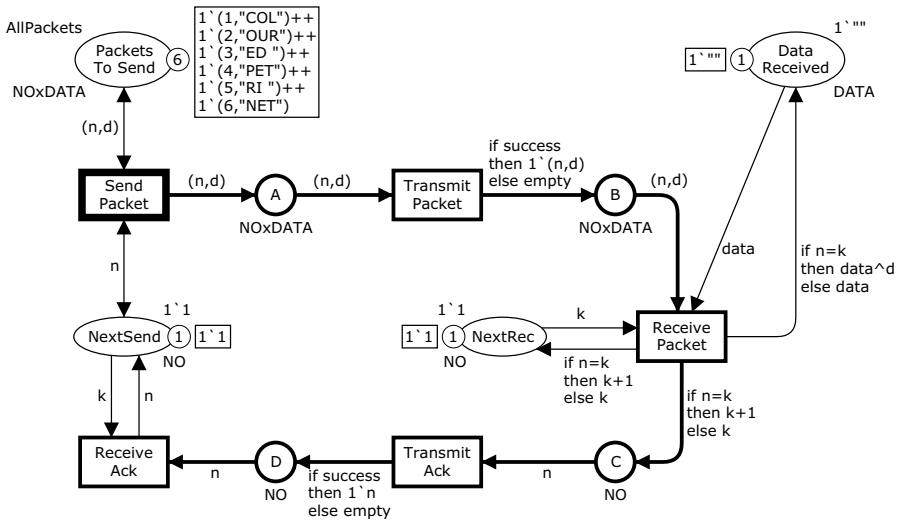 AllPackets
Packets
To Send
6
1`(1,"COL")++
1`(2,"OUR")++
1`(3,"ED ")++
1`(4,"PET")++
1`(5,"RI ")++
1`(6,"NET")
NOxDATA
1`""
1`""
1
Data
Received
DATA
(n,d)
Send
Packet
(n,d)
A
NOxDATA
(n,d)
Transmit
Packet
if success
then 1`(n,d)
else empty
B
NOxDATA
(n,d)
data
if n=k
then data^d
else data
n
1`1
NextSend
1
1`1
NO
1`1
1`1
1
NextRec
NO
k
if n=k
then k+1
else k
Receive
Packet
if n=k
then k+1
else k
k
n
Receive
Ack
n
D
NO
if success
then 1`n
else empty
Transmit
Ack
n
C
NO